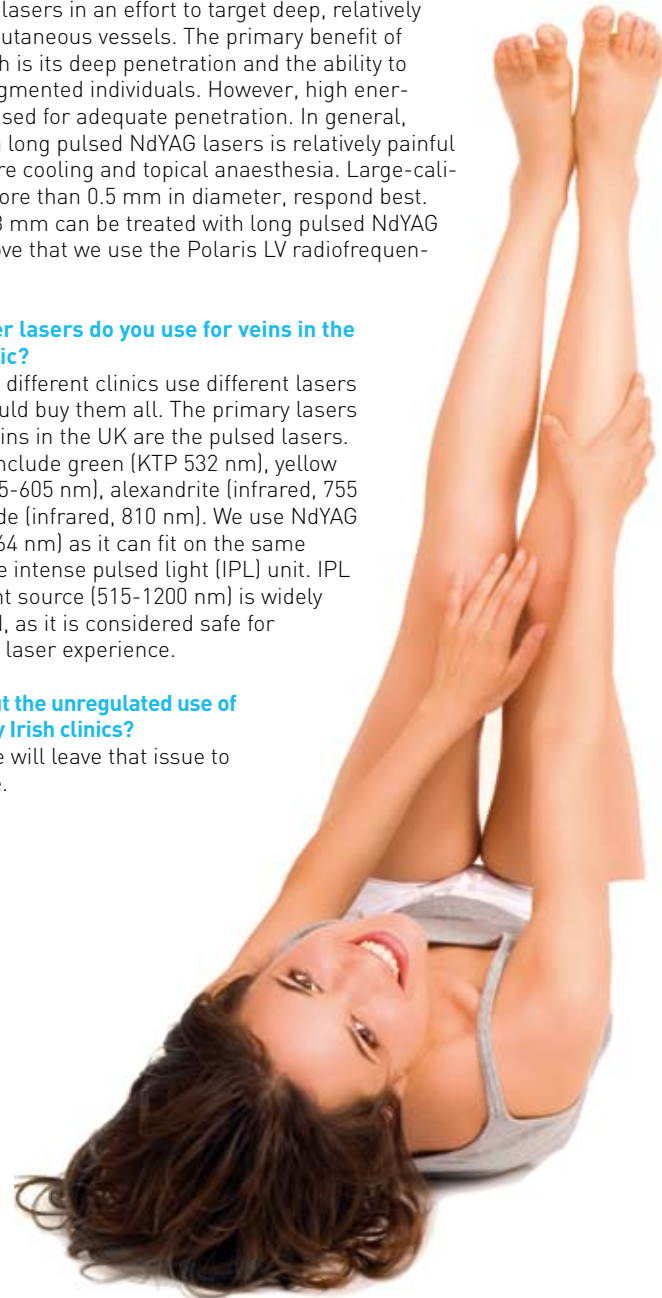 lasers in an effort to target deep, relatively
utaneous vessels. The primary benefit of
h is its deep penetration and the ability to
gmented individuals. However, high ener-
sed for adequate penetration. In general,
long pulsed NdYAG lasers is relatively painful
re cooling and topical anaesthesia. Large-cali-
ore than 0.5 mm in diameter, respond best.
3 mm can be treated with long pulsed NdYAG
ove that we use the Polaris LV radiofrequen-
er lasers do you use for veins in the
ic?
different clinics use different lasers
uld buy them all. The primary lasers
ins in the UK are the pulsed lasers.
nclude green (KTP 532 nm), yellow
5-605 nm), alexandrite (infrared, 755
de (infrared, 810 nm). We use NdYAG
64 nm) as it can fit on the same
e intense pulsed light (IPL) unit. IPL
nt source (515-1200 nm) is widely
, as it is considered safe for
laser experience.
ut the unregulated use of
y Irish clinics?
e will leave that issue to
e.